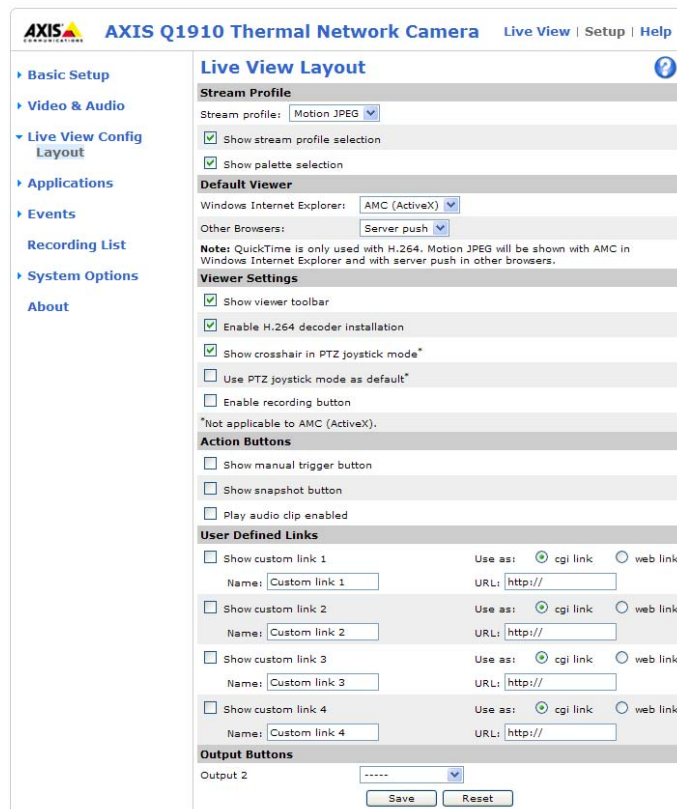 AXIS COMMUNICATIONS
AXIS Q1910 Thermal Network Camera Live View | Setup | Help
Basic Setup
Video & Audio
Live View Config
Layout
Applications
Events
Recording List
System Options
About
Live View Layout ?
Stream Profile
Stream profile: Motion JPEG
Show stream profile selection
Show palette selection
Default Viewer
Windows Internet Explorer: AMC (ActiveX)
Other Browsers: Server push
Note: QuickTime is only used with H.264. Motion JPEG will be shown with AMC in
Windows Internet Explorer and with server push in other browsers.
Viewer Settings
Show viewer toolbar
Enable H.264 decoder installation
Show crosshair in PTZ joystick mode*
Use PTZ joystick mode as default*
Enable recording button
*Not applicable to AMC (ActiveX).
Action Buttons
Show manual trigger button
Show snapshot button
Play audio clip enabled
User Defined Links
Show custom link 1 Use as: cgi link web link
Name: Custom link 1 URL: http://
Show custom link 2 Use as: cgi link web link
Name: Custom link 2 URL: http://
Show custom link 3 Use as: cgi link web link
Name: Custom link 3 URL: http://
Show custom link 4 Use as: cgi link web link
Name: Custom link 4 URL: http://
Output Buttons
Output 2 -----
Save Reset